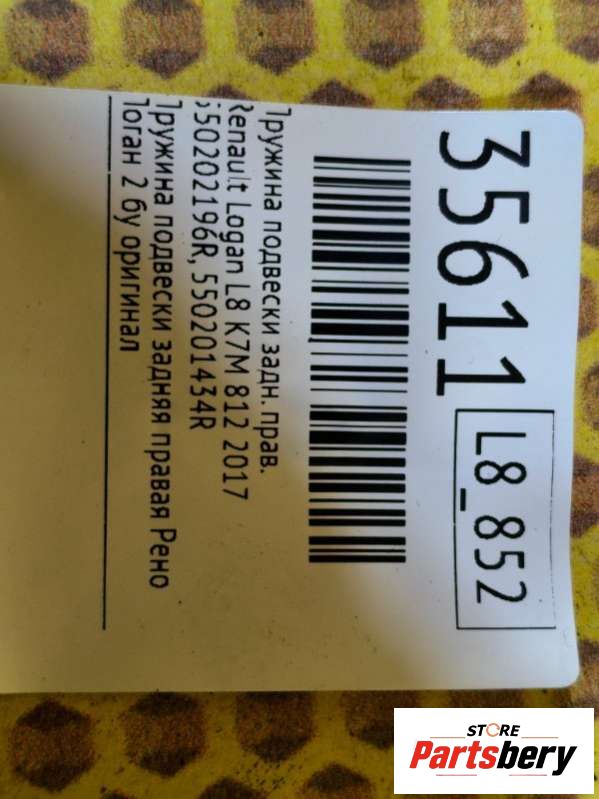 35611 L8_852
Пружина подвески задн. прав.
Renault Logan L8 K7M 812 2017
550202196R, 550201434R
Пружина подвески задняя правая Рено
Логан 2 бу оригинал
STORE
Partsbery